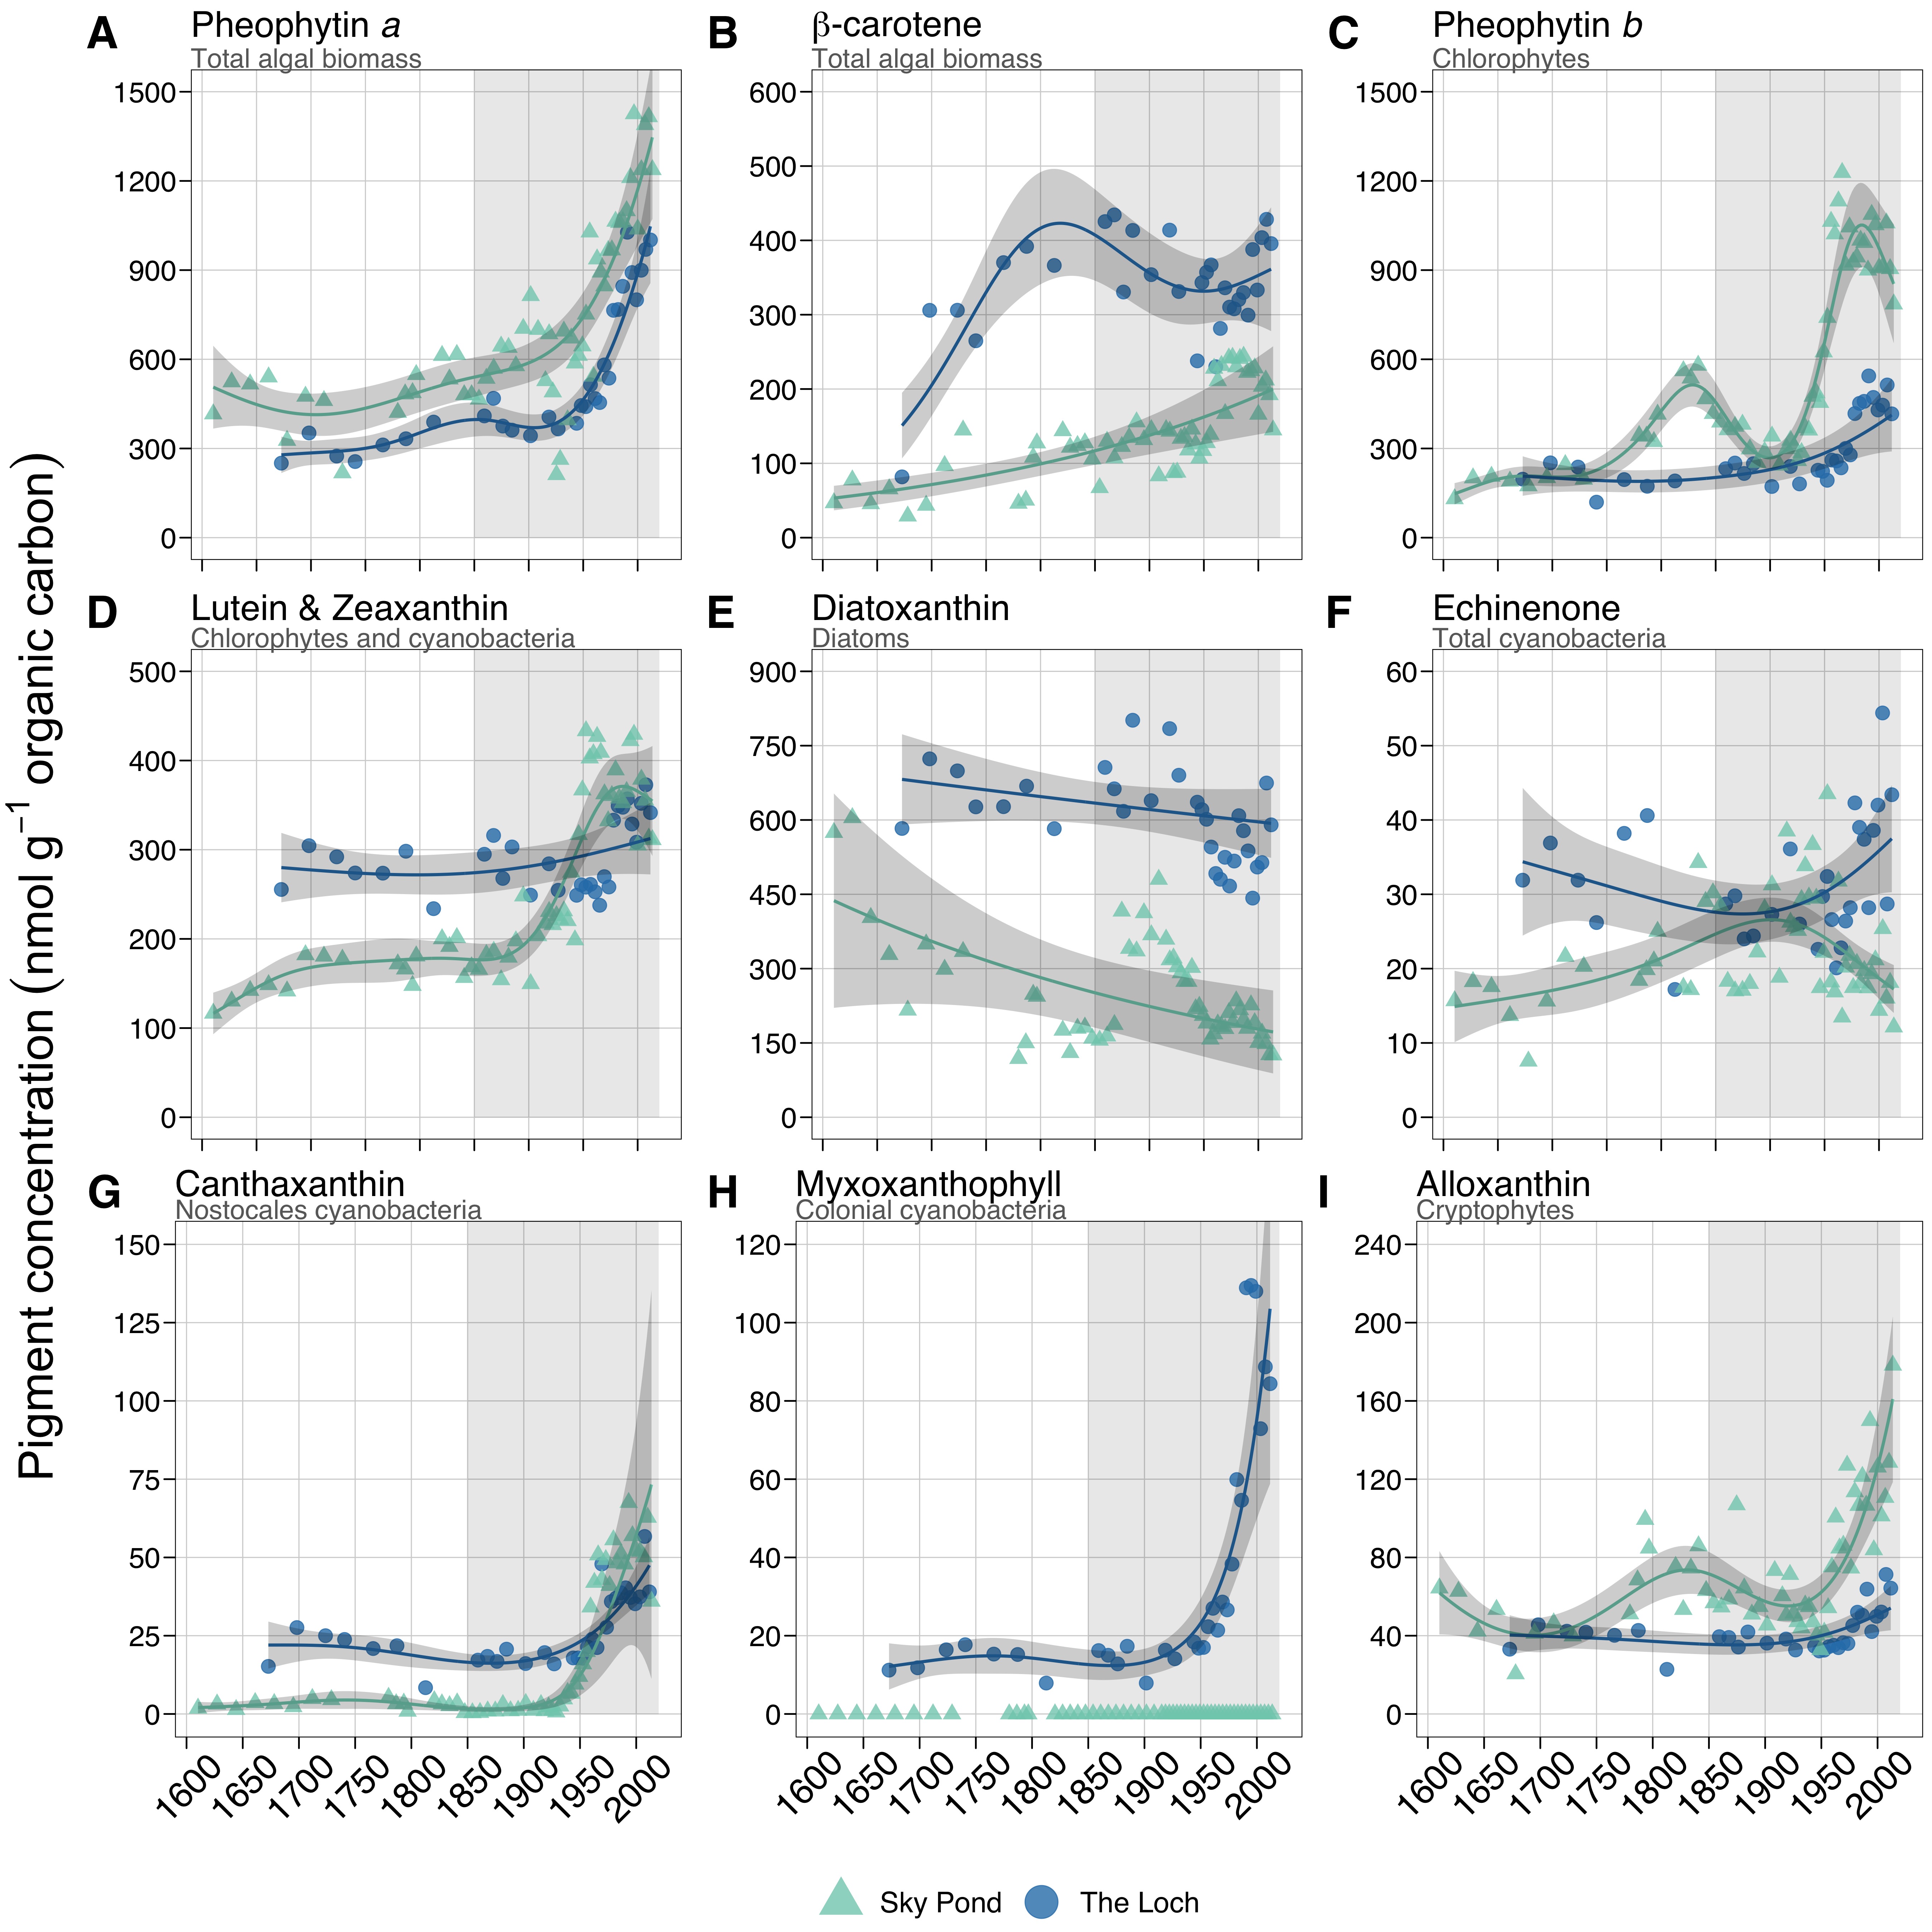 Pigment concentration (nmol g⁻¹ organic carbon)
A Pheophytin a
Total algal biomass
1500
1200
900
600
300
0
B β-carotene
Total algal biomass
600
500
400
300
200
100
0
C Pheophytin b
Chlorophytes
1500
1200
900
600
300
0
D Lutein & Zeaxanthin
Chlorophytes and cyanobacteria
500
400
300
200
100
0
E Diatoxanthin
Diatoms
900
750
600
450
300
150
0
F Echinenone
Total cyanobacteria
60
50
40
30
20
10
0
G Canthaxanthin
Nostocales cyanobacteria
150
125
100
75
50
25
0
1600 1650 1700 1750 1800 1850 1900 1950 2000
H Myxoxanthophyll
Colonial cyanobacteria
120
100
80
60
40
20
0
1600 1650 1700 1750 1800 1850 1900 1950 2000
I Alloxanthin
Cryptophytes
240
200
160
120
80
40
0
1600 1650 1700 1750 1800 1850 1900 1950 2000
Sky Pond The Loch